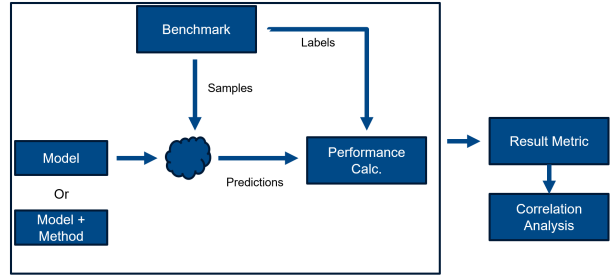 Benchmark
Labels
Samples
Model
Or
Model +
Method
Predictions
Performance
Calc.
Result Metric
Correlation
Analysis